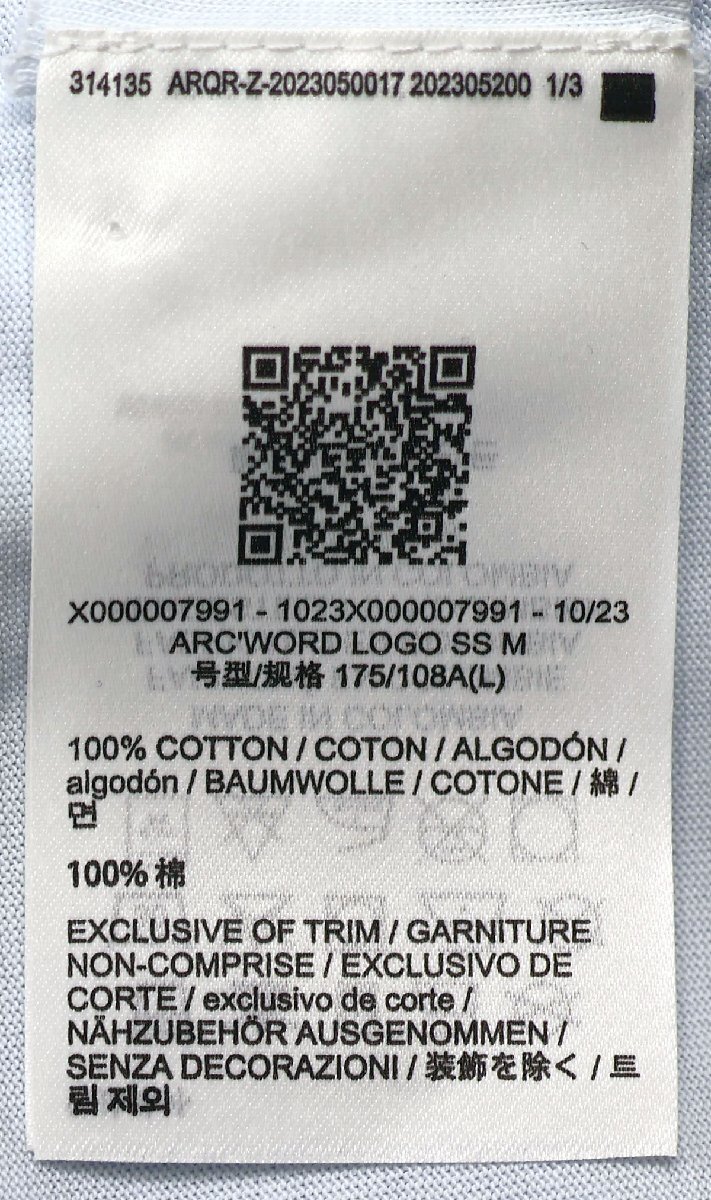 314135 ARQR-Z-2023050017 202305200 1/3
X000007991 - 1023X000007991 - 10/23
ARC'WORD LOGO SS M
号型/规格 175/108A(L)
100% COTTON / COTON / ALGODÓN /
algodón / BAUMWOLLE / COTONE / 綿 /
면
100% 棉
EXCLUSIVE OF TRIM / GARNITURE
NON-COMPRISE / EXCLUSIVO DE
CORTE / exclusivo de corte /
NÄHZUBEHÖR AUSGENOMMEN /
SENZA DECORAZIONI / 装飾を除く / 트
림 제외